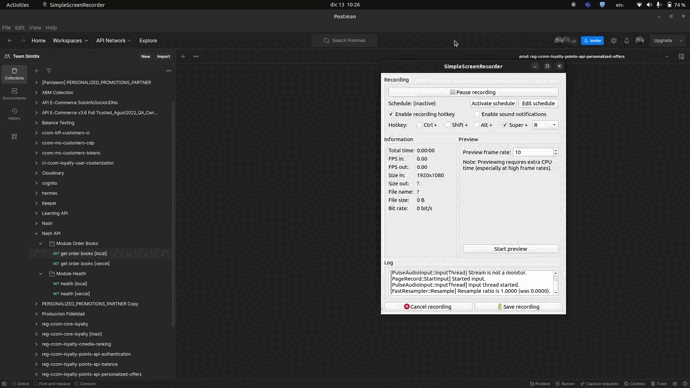 Activities
SimpleScreenRecorder
dic 13 10:26
en
74 %
Postman
File Edit View Help
Home Workspaces API Network Explore
Search Postman
Invite
Upgrade
Team Simtlix
New Import
prod: reg-ccom-loyalty-points-api-personalized-offers
Collections
Environments
History
[Pantaleon] PERSONALIZED_PROMOTIONS_PARTNER
ABM Collection
API E-Commerce SoloInfoSocioUDNs
API E-Commerce v3.6 Full Trusted_Agust2022_QA_Cen...
Balance Testing
ccom-bff-customers-cl
ccom-ms-customers-cdp
ccom-ms-customers-tokens
ci-ccom-loyalty-user-clusterization
Cloudinary
cognito
hermes
Keeper
Learning API
Nash
Nash API
Module Order Books
GET get order books [local]
GET get order books [vercel]
Module Health
GET health [local]
GET health [vercel]
PERSONALIZED_PROMOTIONS_PARTNER Copy
Produccion Fidelidad
reg-ccom-core-loyalty
reg-ccom-core-loyalty [maxi]
reg-ccom-loyalty-cmedia-ranking
reg-ccom-loyalty-points-api-authentication
reg-ccom-loyalty-points-api-balance
reg-ccom-loyalty-points-api-personalized-offers
SimpleScreenRecorder
Recording
Pause recording
Schedule: (inactive)
Activate schedule
Edit schedule
Enable recording hotkey
Enable sound notifications
Hotkey: Ctrl + Shift + Alt + Super + R
Information
Total time: 0:00:00
FPS in: 0.00
FPS out: 0.00
Size in: 1920x1080
Size out: ?
File name: ?
File size: 0 B
Bit rate: 0 bit/s
Preview
Preview frame rate: 10
Note: Previewing requires extra CPU
time (especially at high frame rates).
Start preview
Log
[PulseAudioInput::InputThread] Stream is not a monitor.
[PageRecord::StartInput] Started input.
[PulseAudioInput::InputThread] Input thread started.
[FastResampler::Resample] Resample ratio is 1.0000 (was 0.0000).
Cancel recording
Save recording
Online Find and replace Console
Postbot Runner Capture requests Cookies Trash